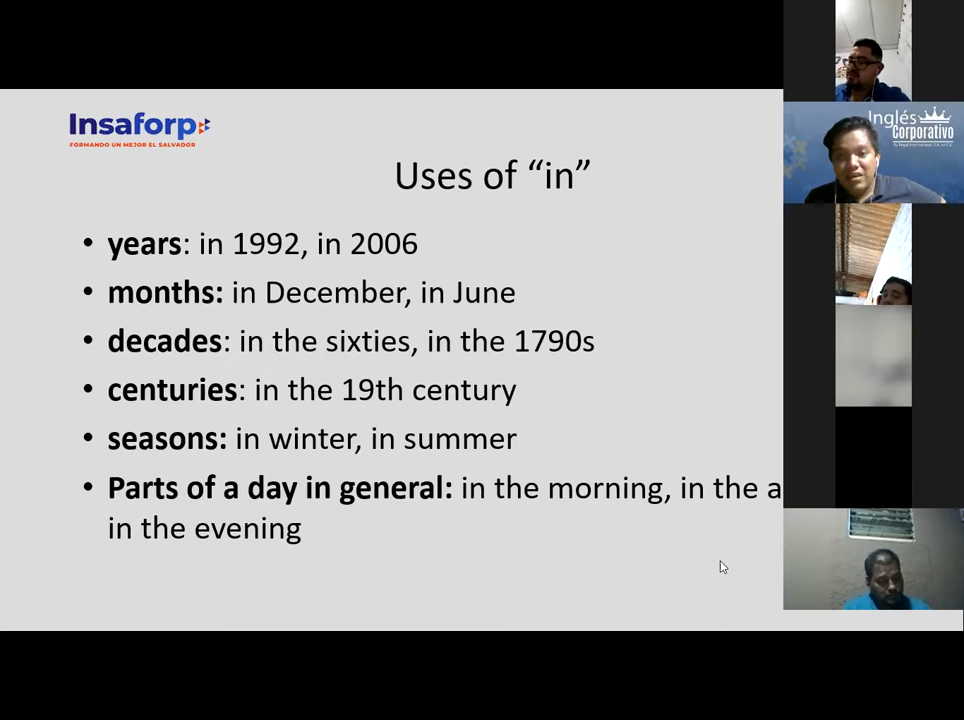 Insaforp
FORMANDO UN MEJOR EL SALVADOR
Uses of “in”
• years: in 1992, in 2006
• months: in December, in June
• decades: in the sixties, in the 1790s
• centuries: in the 19th century
• seasons: in winter, in summer
• Parts of a day in general: in the morning, in the a
in the evening
Inglés
Corporativo